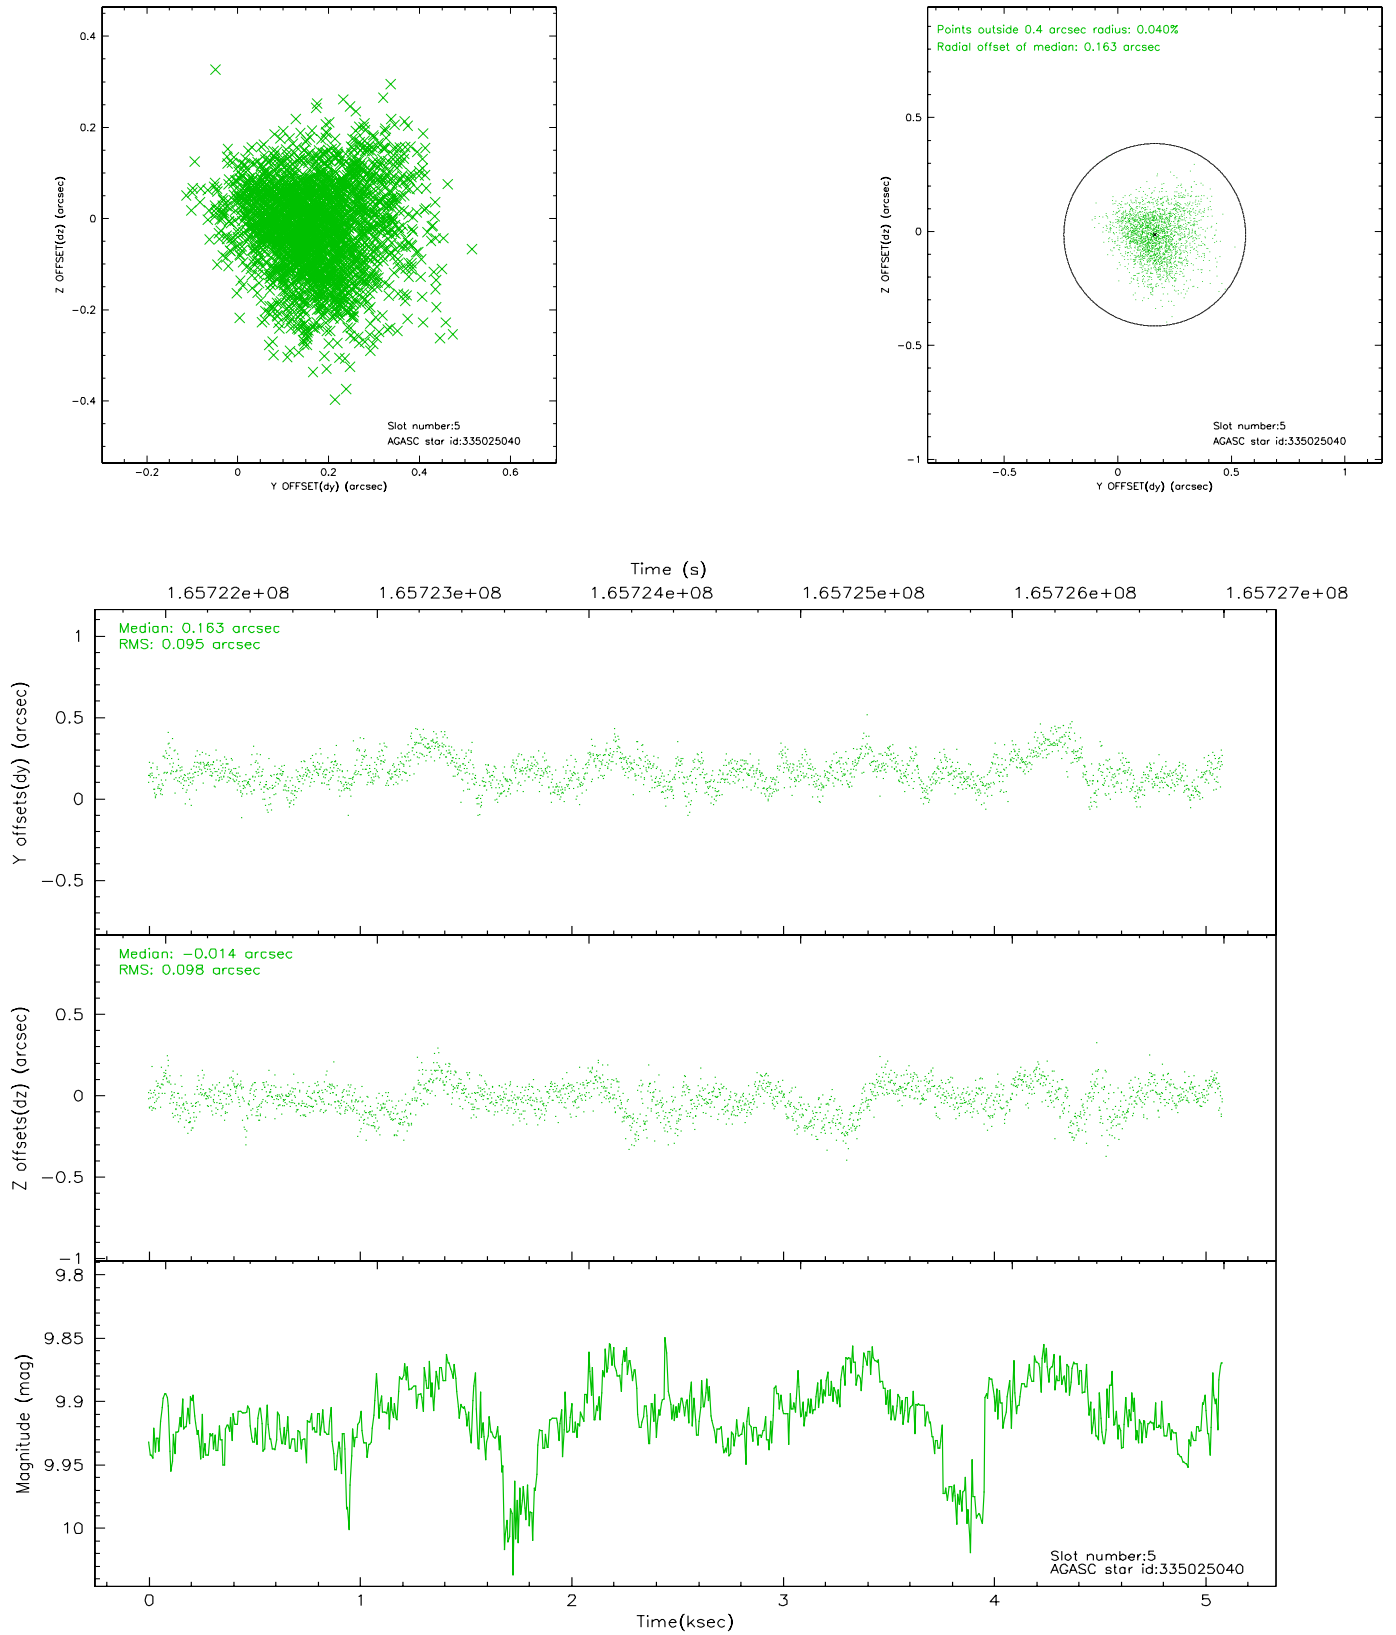 0.4
0.2
0
−0.2
−0.4
Z OFFSET(dz) (arcsec)
Slot number:5
AGASC star id:335025040
−0.2 0 0.2 0.4 0.6
Y OFFSET(dy) (arcsec)
Points outside 0.4 arcsec radius: 0.040%
Radial offset of median: 0.163 arcsec
0.5
0
−0.5
−1
Z OFFSET(dz) (arcsec)
Slot number:5
AGASC star id:335025040
−0.5 0 0.5 1
Y OFFSET(dy) (arcsec)
Time (s)
1.65722e+08 1.65723e+08 1.65724e+08 1.65725e+08 1.65726e+08 1.65727e+08
Median: 0.163 arcsec
RMS: 0.095 arcsec
1
0.5
0
−0.5
Y offsets(dy) (arcsec)
Median: −0.014 arcsec
RMS: 0.098 arcsec
0.5
0
−0.5
−1
Z offsets(dz) (arcsec)
9.8
9.85
9.9
9.95
10
Magnitude (mag)
Slot number:5
AGASC star id:335025040
0 1 2 3 4 5
Time(ksec)